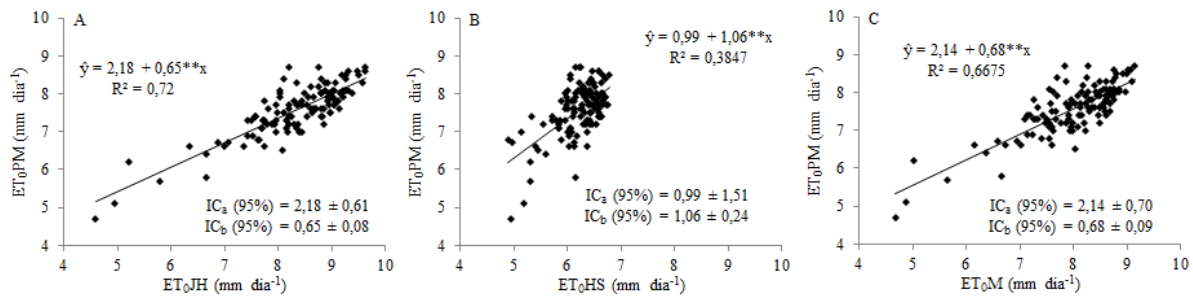 A
ŷ = 2,18 + 0,65**x
R² = 0,72
ICₐ (95%) = 2,18 ± 0,61
IC_b (95%) = 0,65 ± 0,08
ET₀PM (mm dia⁻¹)
10
9
8
7
6
5
4
4 5 6 7 8 9 10
ET₀JH (mm dia⁻¹)
B
ŷ = 0,99 + 1,06**x
R² = 0,3847
ICₐ (95%) = 0,99 ± 1,51
IC_b (95%) = 1,06 ± 0,24
ET₀PM (mm dia⁻¹)
10
9
8
7
6
5
4
4 5 6 7 8 9 10
ET₀HS (mm dia⁻¹)
C
ŷ = 2,14 + 0,68**x
R² = 0,6675
ICₐ (95%) = 2,14 ± 0,70
IC_b (95%) = 0,68 ± 0,09
ET₀PM (mm dia⁻¹)
10
9
8
7
6
5
4
4 5 6 7 8 9 10
ET₀M (mm dia⁻¹)